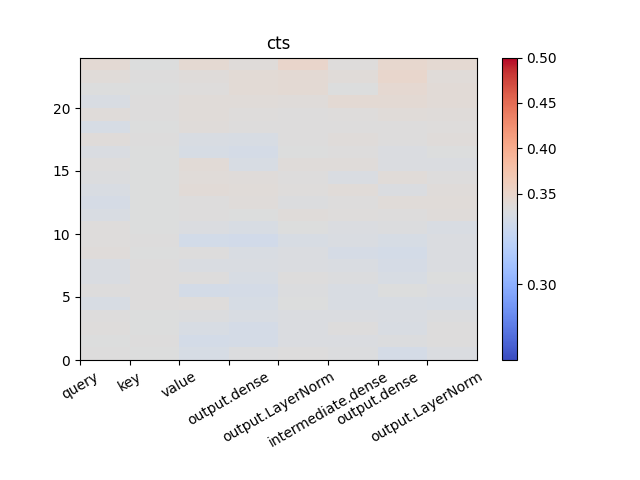 cts
20
15
10
5
0
query
key
value
output.dense
output.LayerNorm
intermediate.dense
output.dense
output.LayerNorm
0.50
0.45
0.40
0.35
0.30